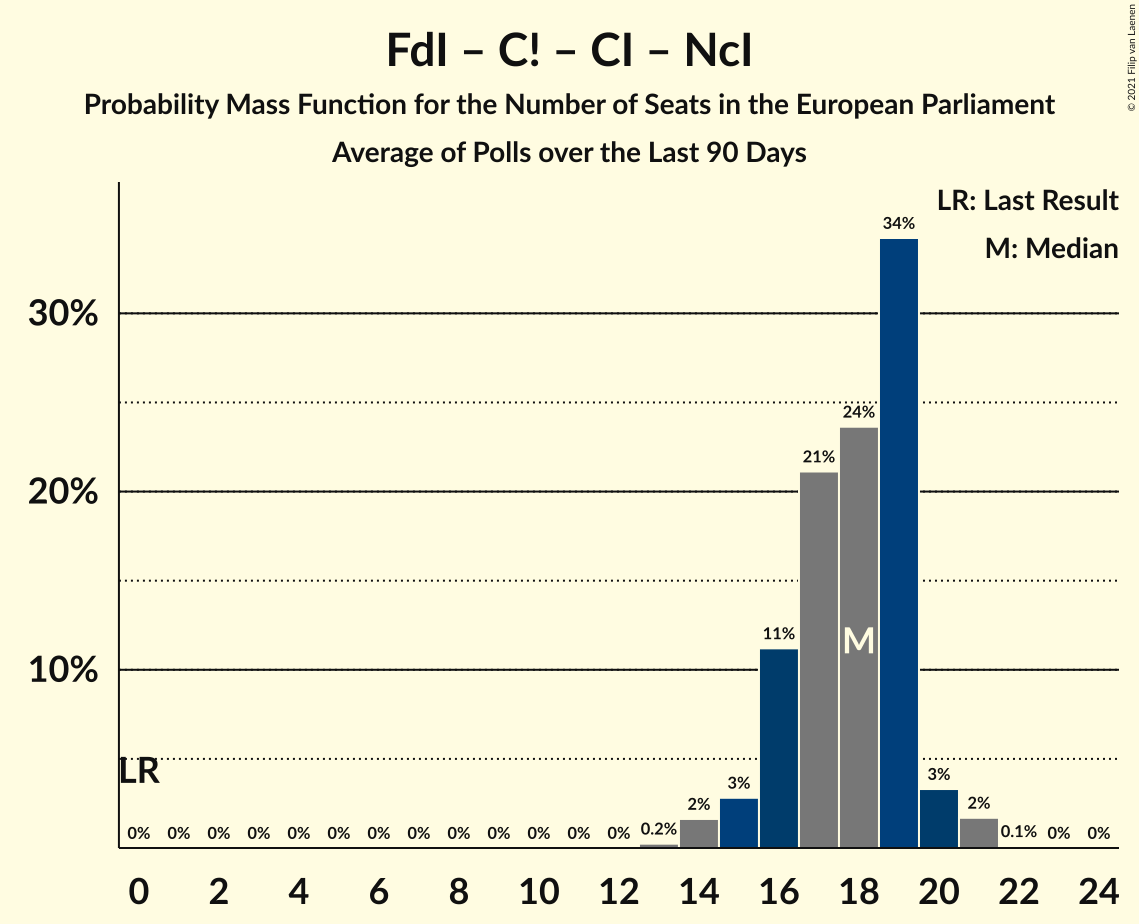 FdI – C! – CI – NcI
Probability Mass Function for the Number of Seats in the European Parliament
Average of Polls over the Last 90 Days
© 2021 Filip van Laenen
LR: Last Result
M: Median
30%
20%
10%
34%
24%
21%
11%
M
LR
0% 0% 0% 0% 0% 0% 0% 0% 0% 0% 0% 0% 0% 0.2% 2% 3% 3% 2% 0.1% 0% 0%
0 2 4 6 8 10 12 14 16 18 20 22 24